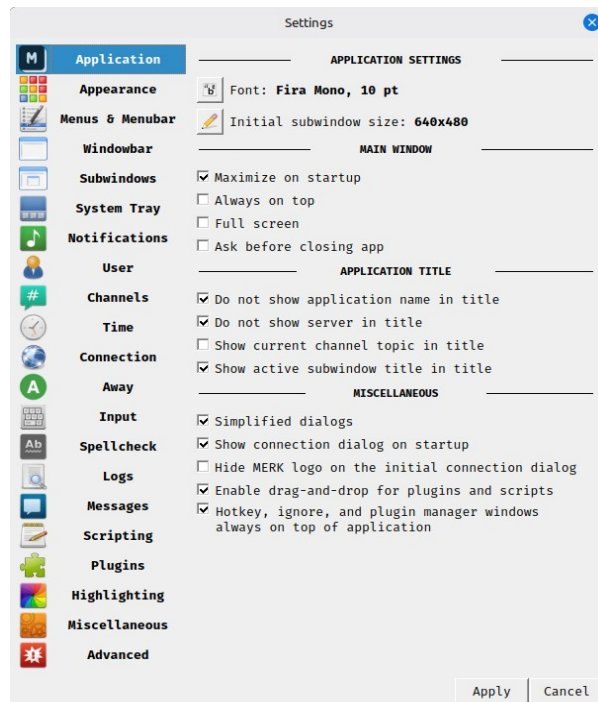 Settings
Application
Appearance
Menus & Menubar
Windowbar
Subwindows
System Tray
Notifications
User
Channels
Time
Connection
Away
Input
Spellcheck
Logs
Messages
Scripting
Plugins
Highlighting
Miscellaneous
Advanced
M
#
A
Ab
APPLICATION SETTINGS
Font: Fira Mono, 10 pt
Initial subwindow size: 640x480
MAIN WINDOW
Maximize on startup
Always on top
Full screen
Ask before closing app
APPLICATION TITLE
Do not show application name in title
Do not show server in title
Show current channel topic in title
Show active subwindow title in title
MISCELLANEOUS
Simplified dialogs
Show connection dialog on startup
Hide MERK logo on the initial connection dialog
Enable drag-and-drop for plugins and scripts
Hotkey, ignore, and plugin manager windows
always on top of application
Apply
Cancel